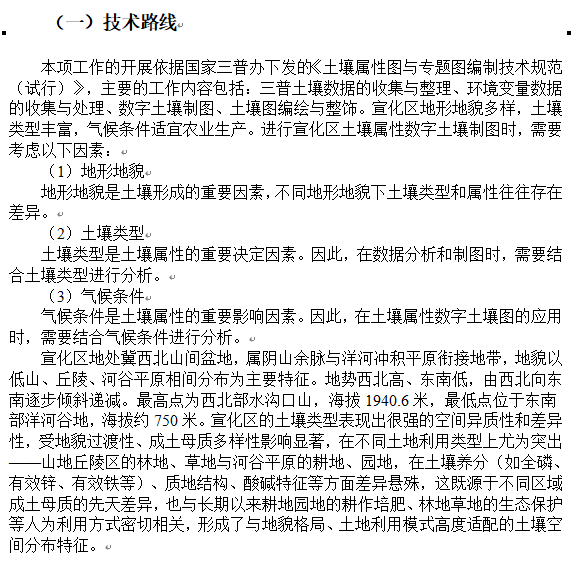 （一）技术路线
本项工作的开展依据国家三普办下发的《土壤属性图与专题图编制技术规范
（试行）》，主要的工作内容包括：三普土壤数据的收集与整理、环境变量数据
的收集与处理、数字土壤制图、土壤图编绘与整饰。宣化区地形地貌多样，土壤
类型丰富，气候条件适宜农业生产。进行宣化区土壤属性数字土壤制图时，需要
考虑以下因素：
（1）地形地貌
地形地貌是土壤形成的重要因素，不同地形地貌下土壤类型和属性往往存在
差异。
（2）土壤类型
土壤类型是土壤属性的重要决定因素。因此，在数据分析和制图时，需要结
合土壤类型进行分析。
（3）气候条件
气候条件是土壤属性的重要影响因素。因此，在土壤属性数字土壤图的应用
时，需要结合气候条件进行分析。
宣化区地处冀西北山间盆地，属阴山余脉与洋河冲积平原衔接地带，地貌以
低山、丘陵、河谷平原相间分布为主要特征。地势西北高、东南低，由西北向东
南逐步倾斜递减。最高点为西北部水沟口山，海拔 1940.6 米，最低点位于东南
部洋河谷地，海拔约 750 米。宣化区的土壤类型表现出很强的空间异质性和差异
性，受地貌过渡性、成土母质多样性影响显著，在不同土地利用类型上尤为突出
——山地丘陵区的林地、草地与河谷平原的耕地、园地，在土壤养分（如全磷、
有效锌、有效铁等）、质地结构、酸碱特征等方面差异悬殊，这既源于不同区域
成土母质的先天差异，也与长期以来耕地园地的耕作培肥、林地草地的生态保护
等人为利用方式密切相关，形成了与地貌格局、土地利用模式高度适配的土壤空
间分布特征。